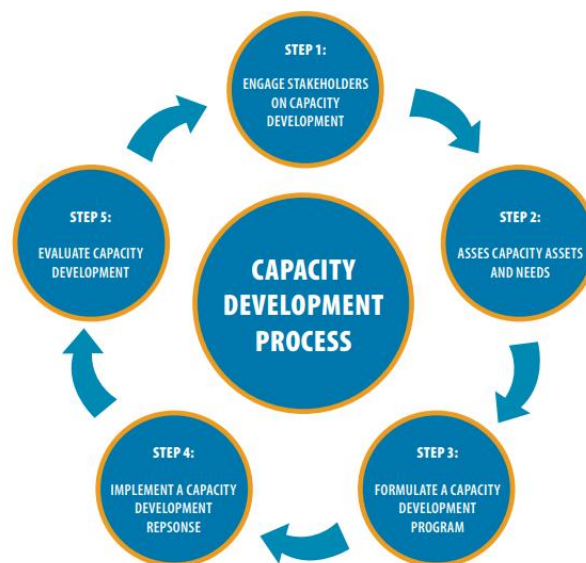 STEP 1:
ENGAGE STAKEHOLDERS
ON CAPACITY
DEVELOPMENT
STEP 2:
ASSES CAPACITY ASSETS
AND NEEDS
STEP 3:
FORMULATE A CAPACITY
DEVELOPMENT
PROGRAM
STEP 4:
IMPLEMENT A CAPACITY
DEVELOPMENT
REPSONSE
STEP 5:
EVALUATE CAPACITY
DEVELOPMENT
CAPACITY
DEVELOPMENT
PROCESS